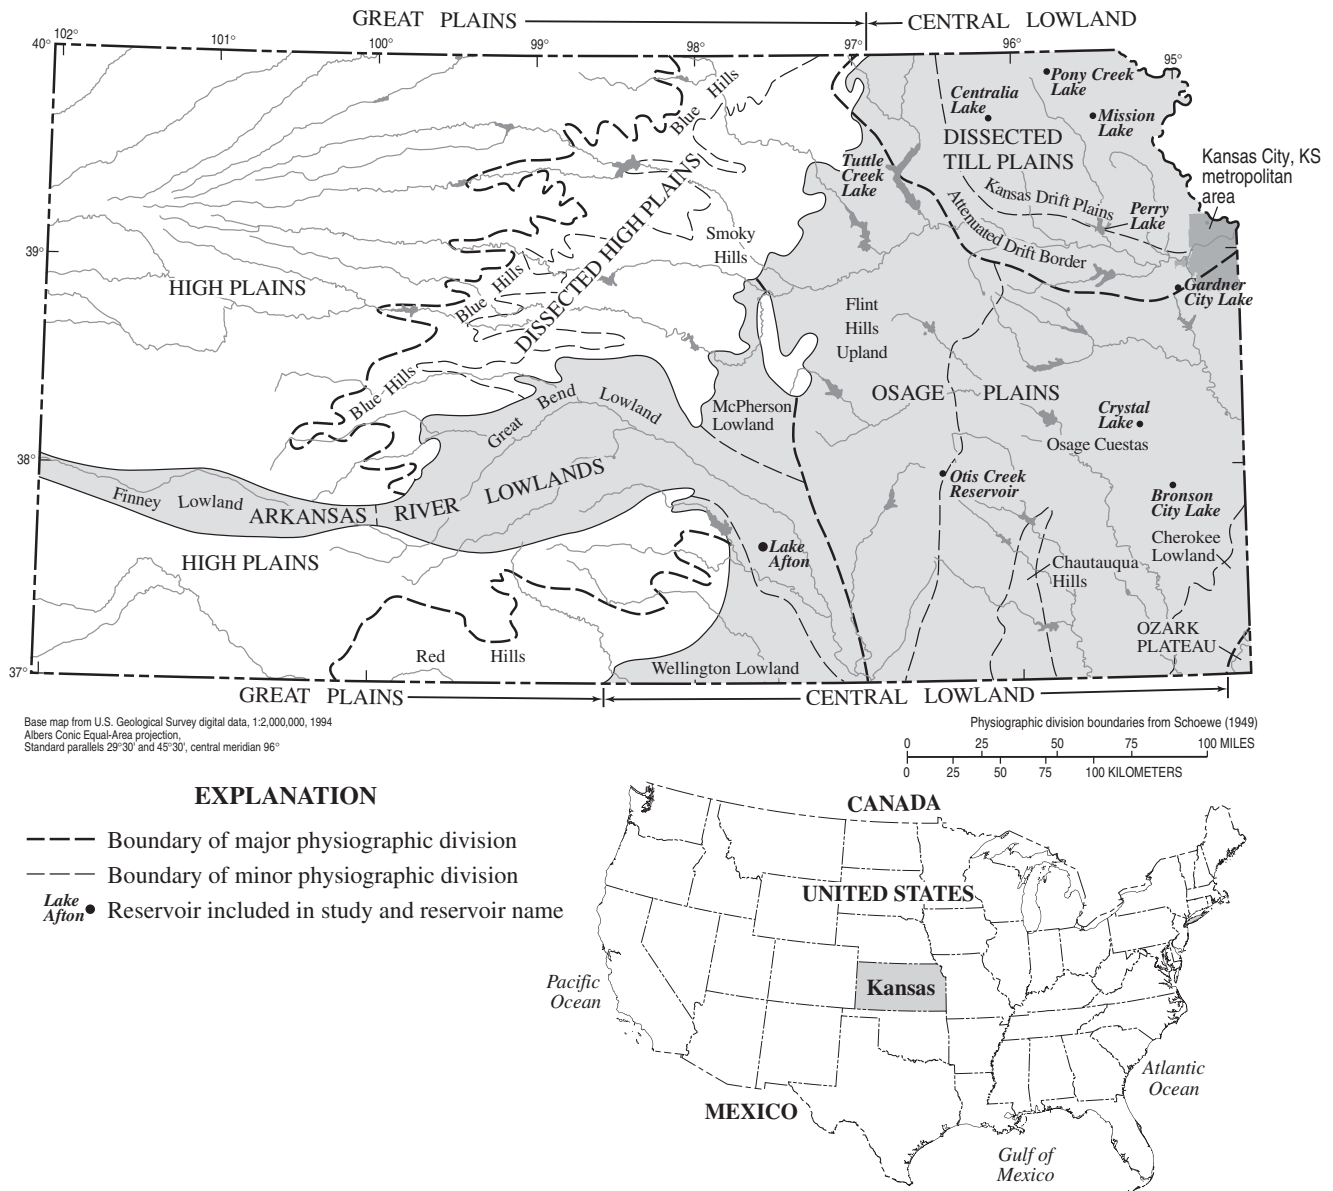 GREAT PLAINS
CENTRAL LOWLAND
40°
102°
101°
100°
99°
98°
97°
96°
95°
Pony Creek
Lake
Centralia
Lake
Mission
Lake
DISSECTED
TILL PLAINS
Blue Hills
Tuttle
Creek
Lake
Kansas City, KS
metropolitan
area
Kansas Drift Plains
Perry
Lake
Attenuated Drift Border
Smoky
Hills
39°
HIGH PLAINS
Blue Hills
DISSECTED HIGH PLAINS
Gardner
City Lake
Flint
Hills
Upland
Blue Hills
Great Bend Lowland
McPherson
Lowland
OSAGE PLAINS
Crystal
Lake
Osage Cuestas
38°
Finney Lowland
ARKANSAS RIVER LOWLANDS
Otis Creek
Reservoir
Bronson
City Lake
HIGH PLAINS
Lake
Afton
Cherokee
Lowland
Chautauqua
Hills
OZARK
PLATEAU
Red Hills
Wellington Lowland
37°
GREAT PLAINS
CENTRAL LOWLAND
Base map from U.S. Geological Survey digital data, 1:2,000,000, 1994
Albers Conic Equal-Area projection,
Standard parallels 29°30' and 45°30', central meridian 96°
Physiographic division boundaries from Schoewe (1949)
0 25 50 75 100 MILES
0 25 50 75 100 KILOMETERS
EXPLANATION
Boundary of major physiographic division
Boundary of minor physiographic division
Lake
Afton
Reservoir included in study and reservoir name
CANADA
UNITED STATES
Kansas
Pacific
Ocean
Atlantic
Ocean
MEXICO
Gulf of
Mexico